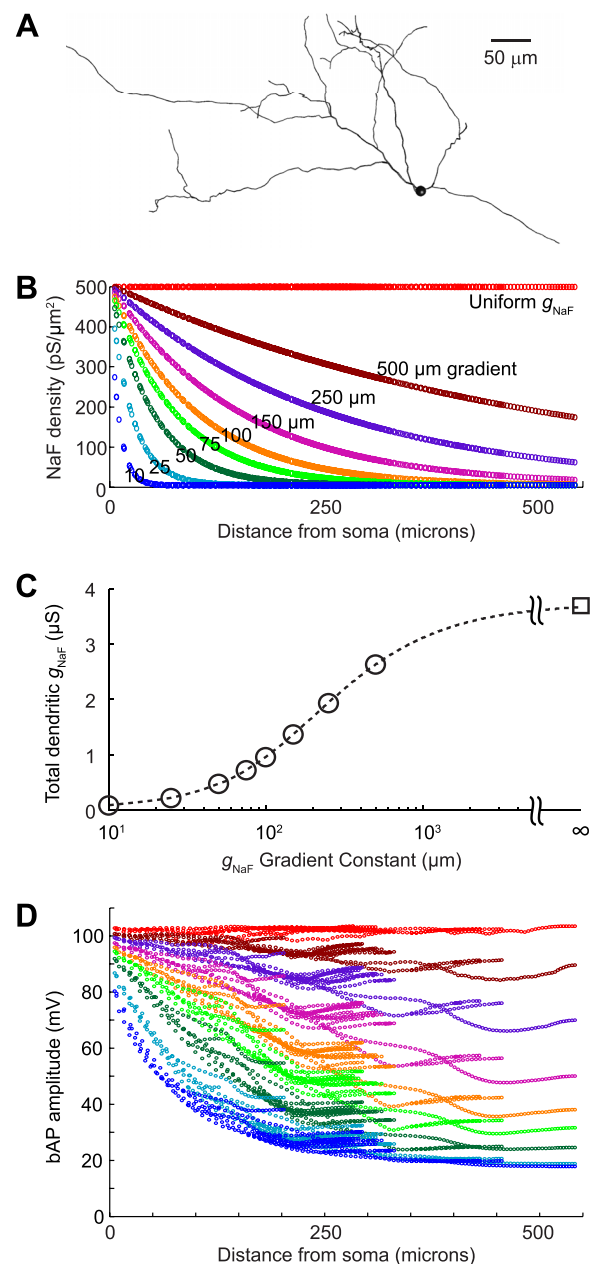 A
50 μm
B
NaF density (pS/μm²)
500
400
300
200
100
0
Uniform gNaF
500 μm gradient
250 μm
150 μm
100
75
50
25
10
0
250
500
Distance from soma (microns)
C
Total dendritic gNaF (μS)
4
3
2
1
0
10¹
10²
10³
∞
gNaF Gradient Constant (μm)
D
bAP amplitude (mV)
100
80
60
40
20
0
0
250
500
Distance from soma (microns)